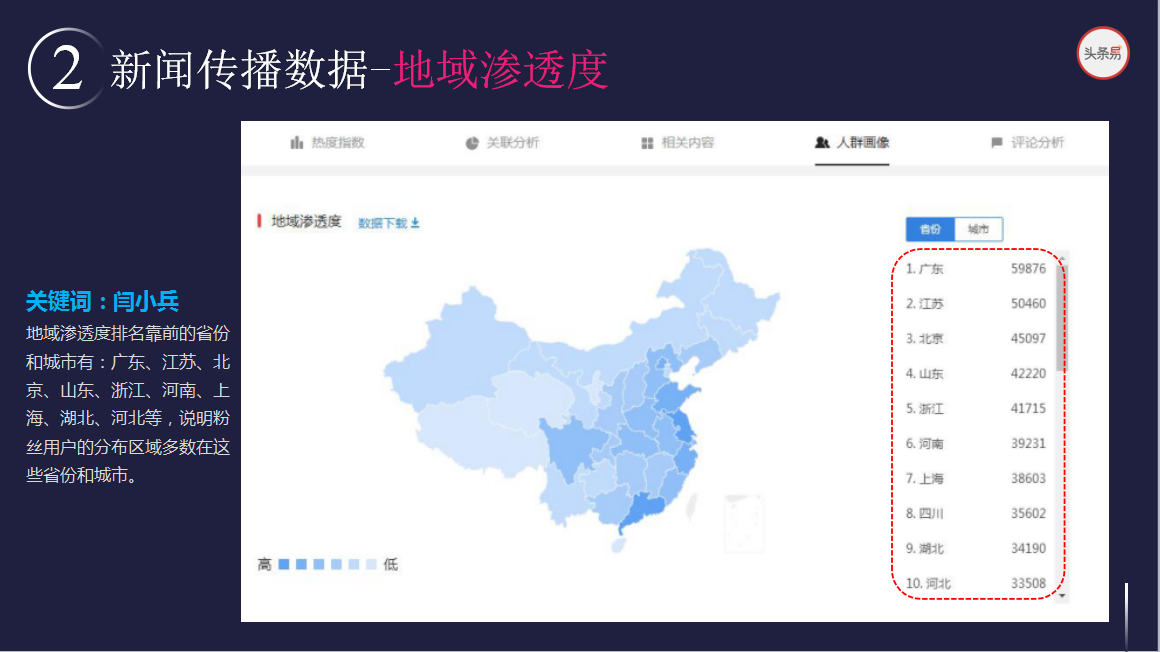 2
新闻传播数据-地域渗透度
头条易
热度指数
关联分析
相关内容
人群画像
评论分析
地域渗透度 数据下载
省份 城市
1. 广东 59876
2. 江苏 50460
3. 北京 45097
4. 山东 42220
5. 浙江 41715
6. 河南 39231
7. 上海 38603
8. 四川 35602
9. 湖北 34190
10. 河北 33508
高 低
关键词：闫小兵
地域渗透度排名靠前的省份
和城市有：广东、江苏、北
京、山东、浙江、河南、上
海、湖北、河北等，说明粉
丝用户的分布区域多数在这
些省份和城市。